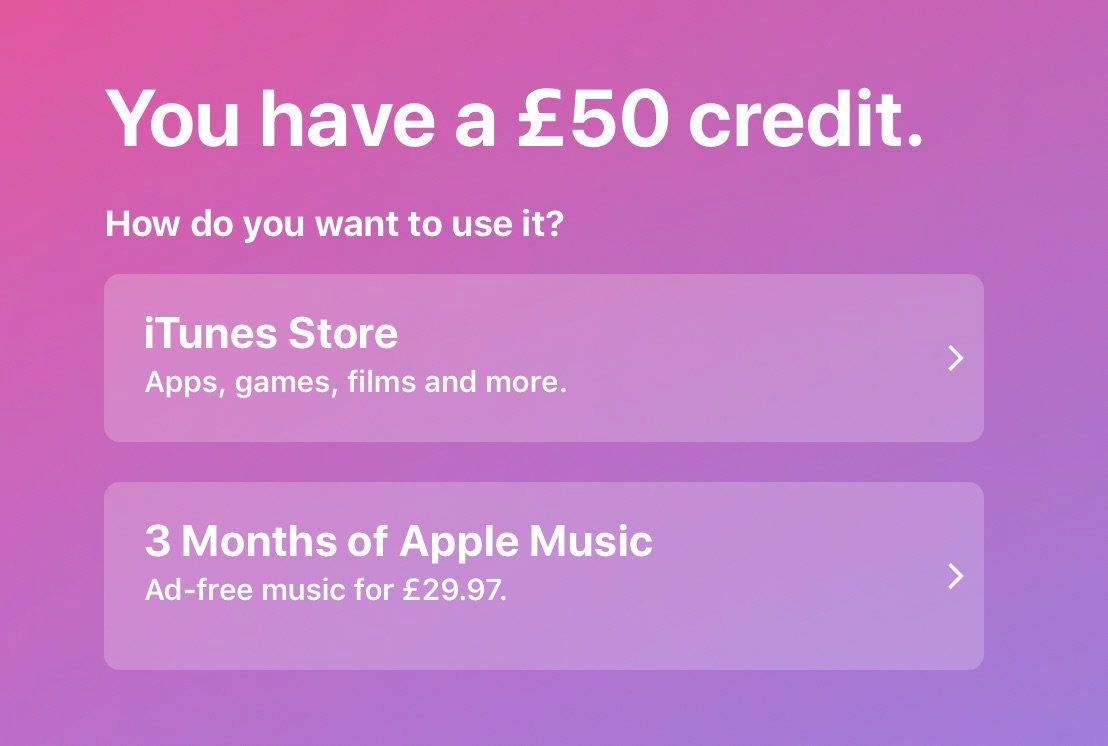 You have a £50 credit.
How do you want to use it?
iTunes Store
Apps, games, films and more.
3 Months of Apple Music
Ad-free music for £29.97.